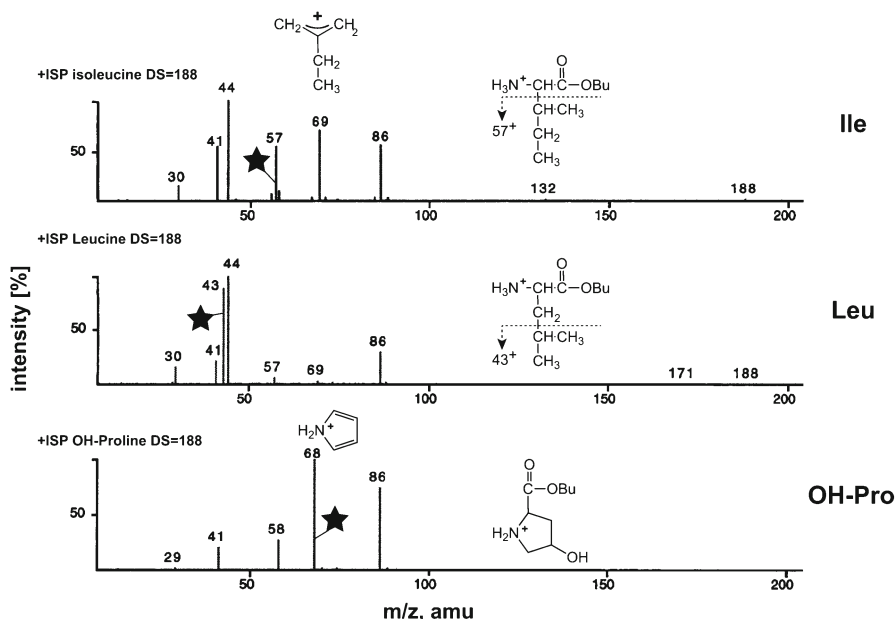 +ISP isoleucine DS=188
CH2 + CH2
CH2
CH3
H3N+-CH-C-OBu
O
CH-CH3
CH2
CH3
57+
Ile
50
30
41
44
57
69
86
132
188
50 100 150 200
+ISP Leucine DS=188
H3N+-CH-C-OBu
O
CH2
CH-CH3
CH3
43+
Leu
50
30
41
43
44
57
69
86
171
188
50 100 150 200
+ISP OH-Proline DS=188
H2N+
O
C-OBu
H2N+
OH
OH-Pro
50
29
41
58
68
86
50 100 150 200
intensity [%]
m/z, amu